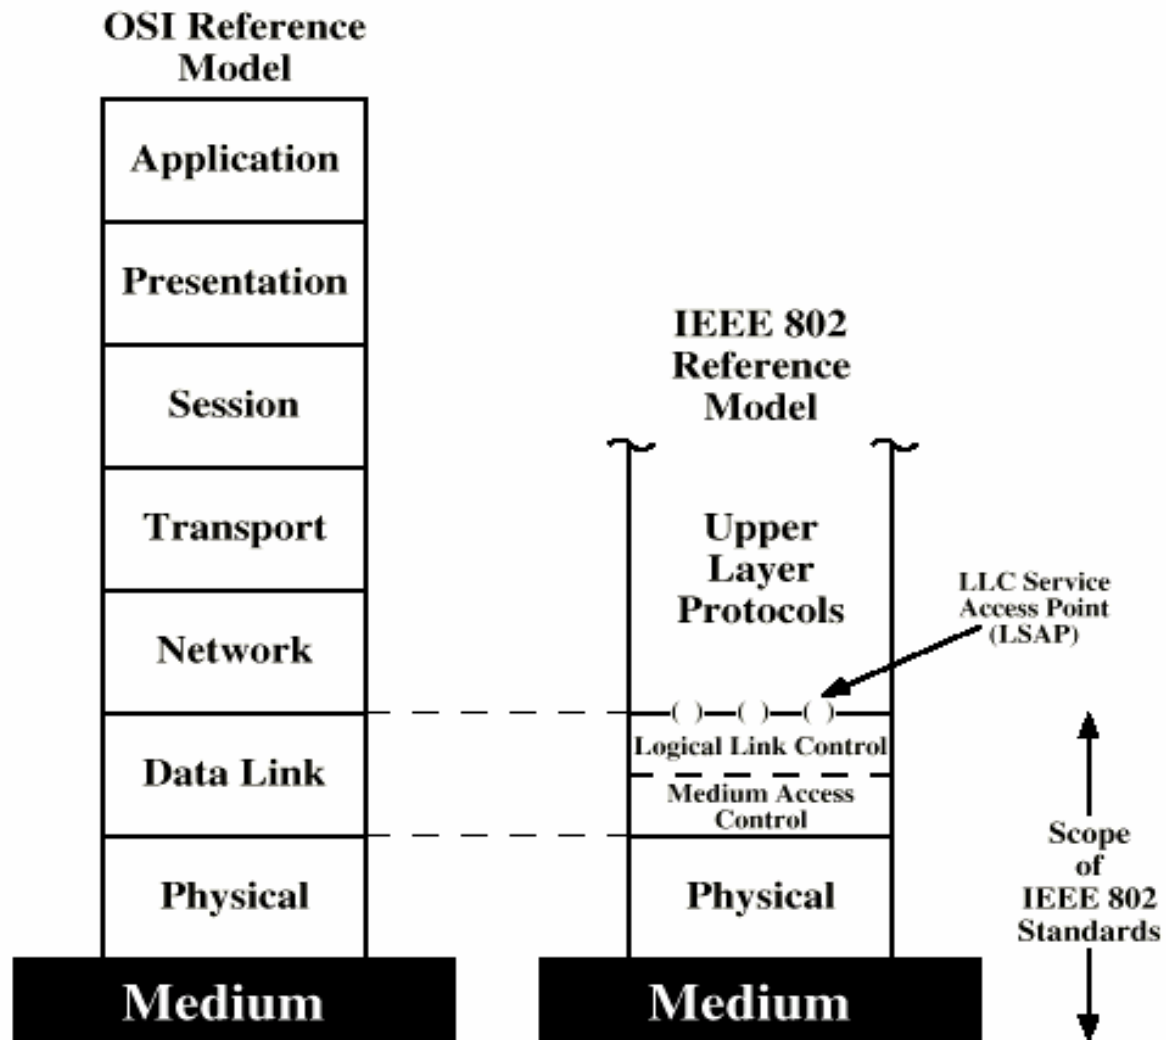 OSI Reference
Model
Application
Presentation
Session
Transport
Network
Data Link
Physical
Medium
IEEE 802
Reference
Model
Upper
Layer
Protocols
LLC Service
Access Point
(LSAP)
Logical Link Control
Medium Access
Control
Physical
Medium
Scope
of
IEEE 802
Standards